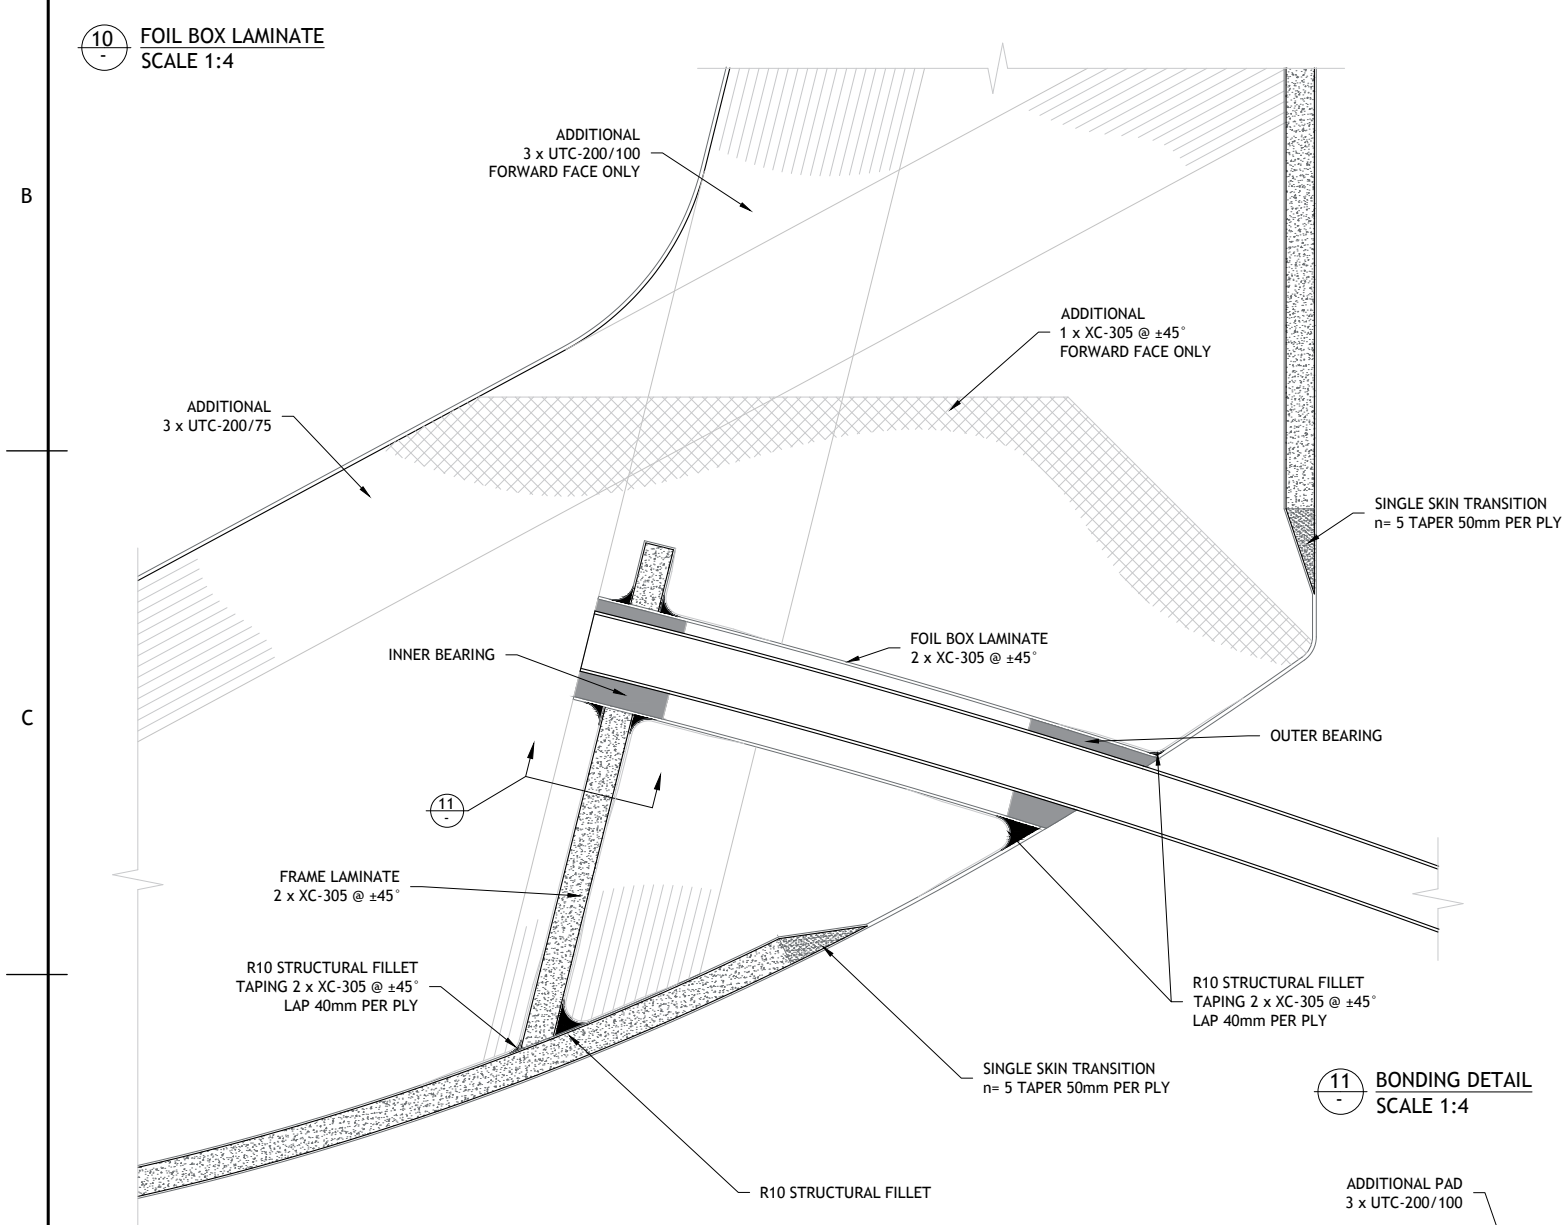 10
-
FOIL BOX LAMINATE
SCALE 1:4
B
ADDITIONAL
3 x UTC-200/100
FORWARD FACE ONLY
ADDITIONAL
1 x XC-305 @ ±45°
FORWARD FACE ONLY
ADDITIONAL
3 x UTC-200/75
SINGLE SKIN TRANSITION
n= 5 TAPER 50mm PER PLY
FOIL BOX LAMINATE
2 x XC-305 @ ±45°
INNER BEARING
C
OUTER BEARING
11
-
FRAME LAMINATE
2 x XC-305 @ ±45°
R10 STRUCTURAL FILLET
TAPING 2 x XC-305 @ ±45°
LAP 40mm PER PLY
R10 STRUCTURAL FILLET
TAPING 2 x XC-305 @ ±45°
LAP 40mm PER PLY
SINGLE SKIN TRANSITION
n= 5 TAPER 50mm PER PLY
11
-
BONDING DETAIL
SCALE 1:4
R10 STRUCTURAL FILLET
ADDITIONAL PAD
3 x UTC-200/100